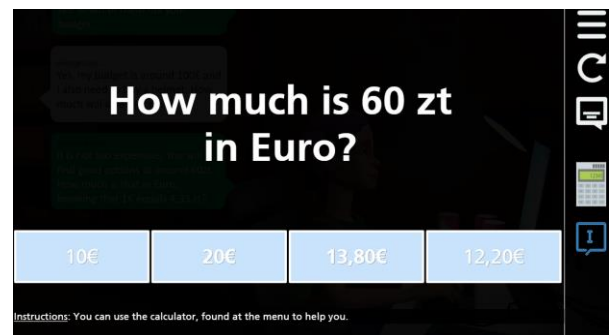 How much is 60 zt
in Euro?
10€
20€
13,80€
12,20€
Instructions: You can use the calculator, found at the menu to help you.